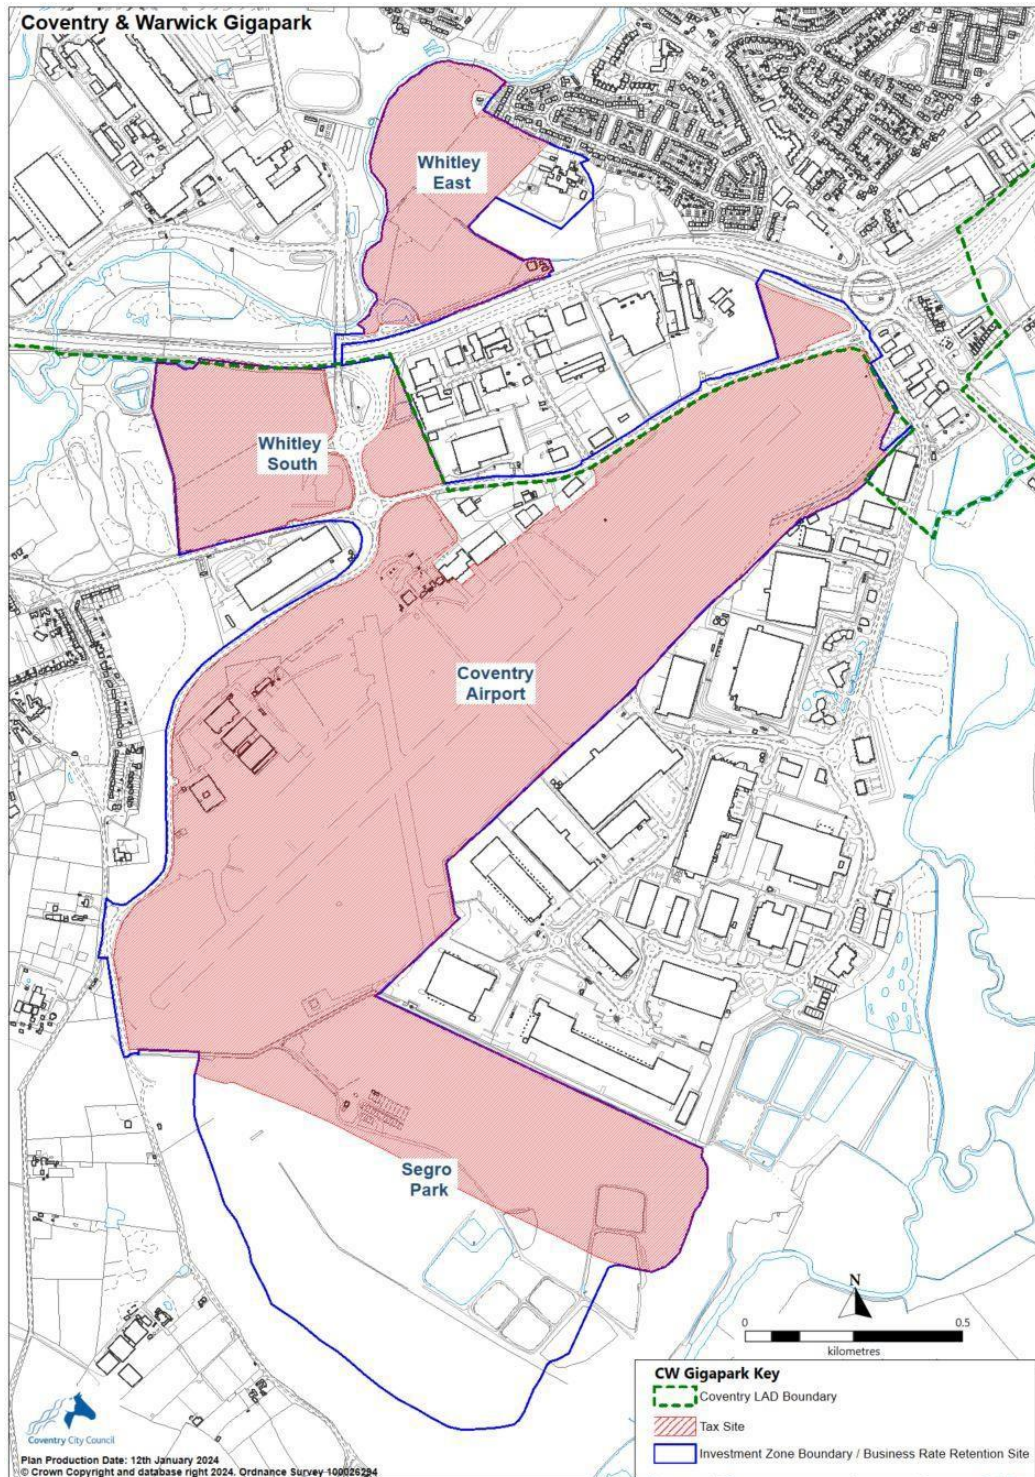 Coventry & Warwick Gigapark
Whitley
East
Whitley
South
Coventry
Airport
Segro
Park
N
0
0.5
kilometres
CW Gigapark Key
Coventry LAD Boundary
Tax Site
Investment Zone Boundary / Business Rate Retention Site
Coventry City Council
Plan Production Date: 12th January 2024
© Crown Copyright and database right 2024. Ordnance Survey 100026294